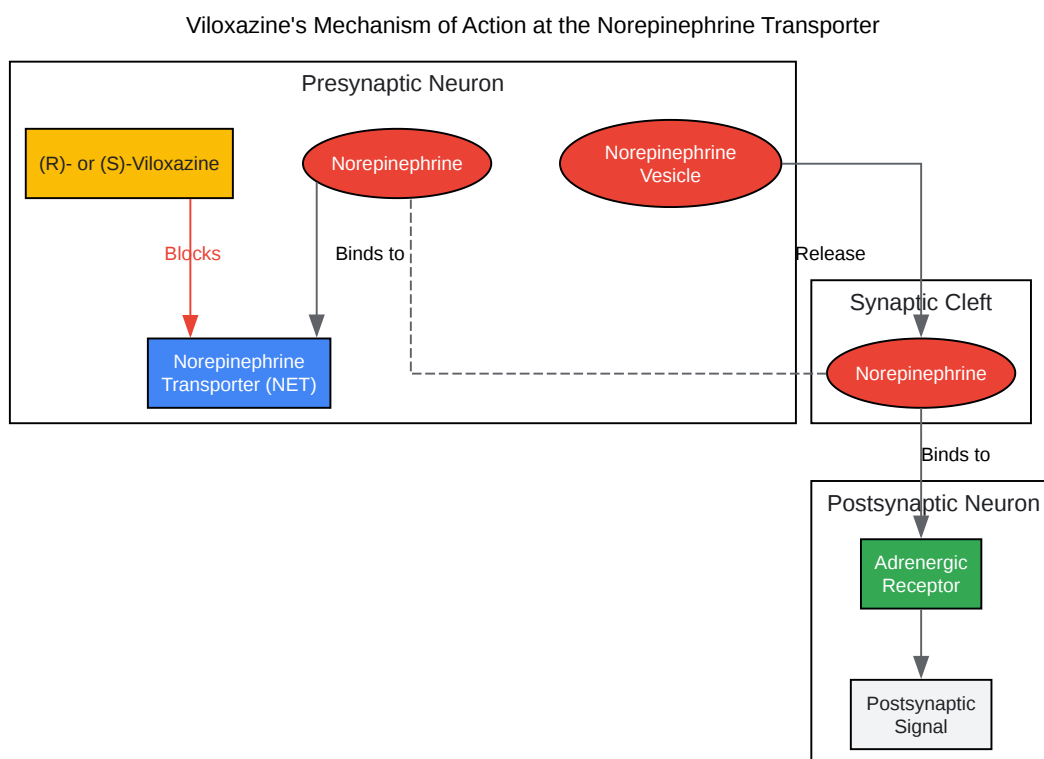 Viloxazine's Mechanism of Action at the Norepinephrine Transporter
Presynaptic Neuron
(R)- or (S)-Viloxazine
Norepinephrine
Norepinephrine
Vesicle
Blocks
Binds to
Release
Norepinephrine
Transporter (NET)
Synaptic Cleft
Norepinephrine
Binds to
Postsynaptic Neuron
Adrenergic
Receptor
Postsynaptic
Signal